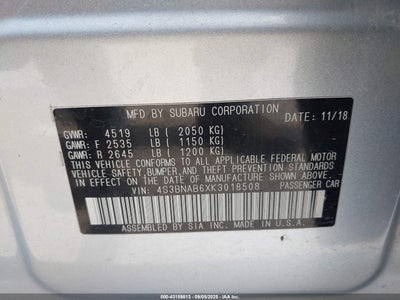 MFD BY SUBARU CORPORATION DATE: 11/18
GVWR: 4519 LB ( 2050 KG)
GAWR: F 2535 LB ( 1150 KG)
GAWR: R 2645 LB ( 1200 KG)
THIS VEHICLE CONFORMS TO ALL APPLICABLE FEDERAL MOTOR
VEHICLE SAFETY, BUMPER, AND THEFT PREVENTION STANDARDS
IN EFFECT ON THE DATE OF MANUFACTURE SHOWN ABOVE.
VIN: 4S3BNAB6XK3018508 PASSENGER CAR
ASSEMBLED BY SIA INC. MADE IN U.S.A.
000-43158613 - 09/05/2025 - IAA, Inc.